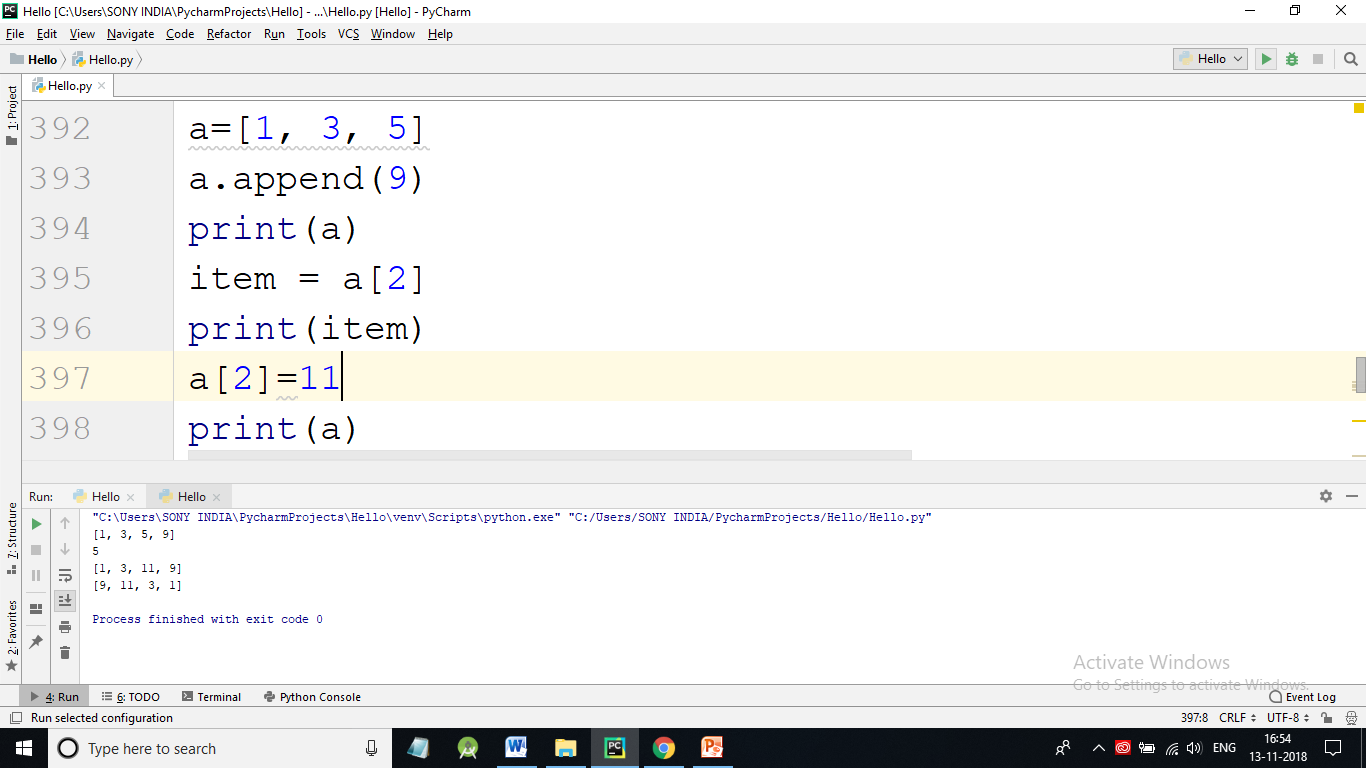 Hello [C:\Users\SONY INDIA\PycharmProjects\Hello] - ...\Hello.py [Hello] - PyCharm
File Edit View Navigate Code Refactor Run Tools VCS Window Help
Hello Hello.py Hello
Hello.py
1: Project
392 a=[1, 3, 5]
393 a.append(9)
394 print(a)
395 item = a[2]
396 print(item)
397 a[2]=11
398 print(a)
Run: Hello Hello
7: Structure
2: Favorites
"C:\Users\SONY INDIA\PycharmProjects\Hello\venv\Scripts\python.exe" "C:/Users/SONY INDIA/PycharmProjects/Hello/Hello.py"
[1, 3, 5, 9]
5
[1, 3, 11, 9]
[9, 11, 3, 1]
Process finished with exit code 0
Activate Windows
Go to Settings to activate Windows.
4: Run 6: TODO Terminal Python Console Event Log
Run selected configuration 397:8 CRLF UTF-8
Type here to search ENG 16:54
13-11-2018